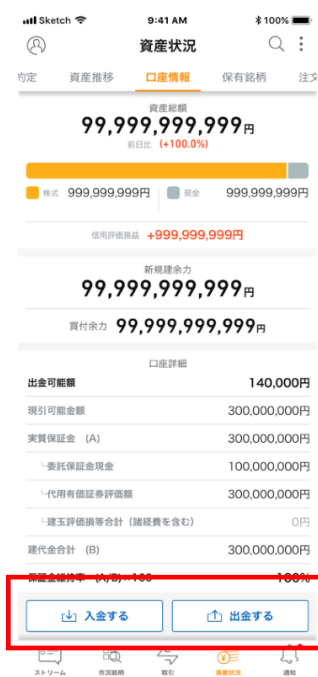 Sketch 9:41 AM 100%
資産状況
約定 資産推移 口座情報 保有銘柄 注文
資産総額
99,999,999,999円
前日比 (+100.0%)
株式 999,999,999円 現金 999,999,999円
信用評価損益 +999,999,999円
新規建余力
99,999,999,999円
買付余力 99,999,999,999円
口座詳細
出金可能額 140,000円
現引可能金額 300,000,000円
実質保証金 (A) 300,000,000円
└委託保証金現金 100,000,000円
└代用有価証券評価額 300,000,000円
└建玉評価損等合計（諸経費を含む） 0円
建代金合計 (B) 300,000,000円
保証金維持率 (A/B)×100 100%
入金する 出金する
ストリーム 市況銘柄 取引 資産状況 通知